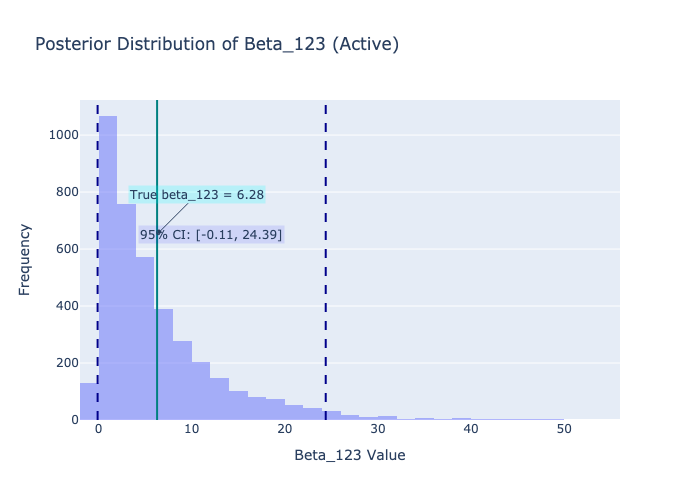 Posterior Distribution of Beta_123 (Active)
1000
800
600
400
200
0
Frequency
True beta_123 = 6.28
95% CI: [-0.11, 24.39]
0 10 20 30 40 50
Beta_123 Value